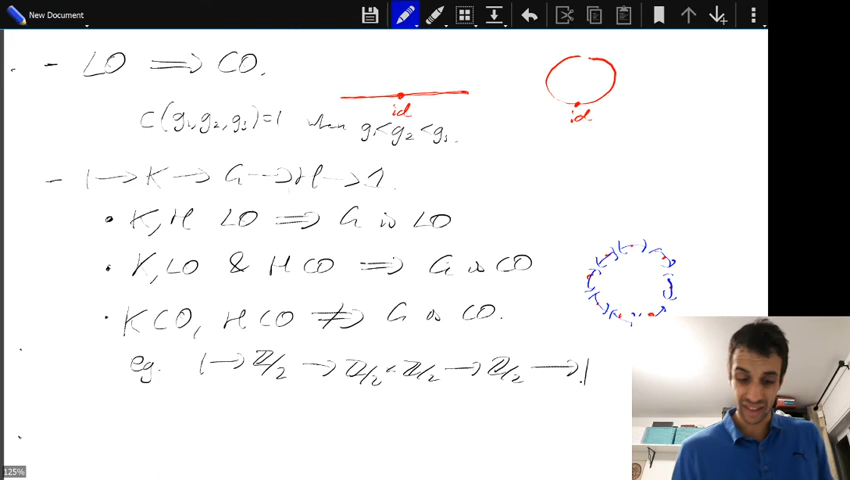 New Document
- LO ⟹ CO.
id
id
c(g₁,g₂,g₃)=1 when g₁<g₂<g₃.
- 1 → K → G → H → 1.
• K, H LO ⟹ G is LO
• K, LO & H CO ⟹ G is CO
• K CO, H CO ⇏ G is CO.
eg. 1 → ℤ/2 → ℤ/2 × ℤ/2 → ℤ/2 → 1
125%